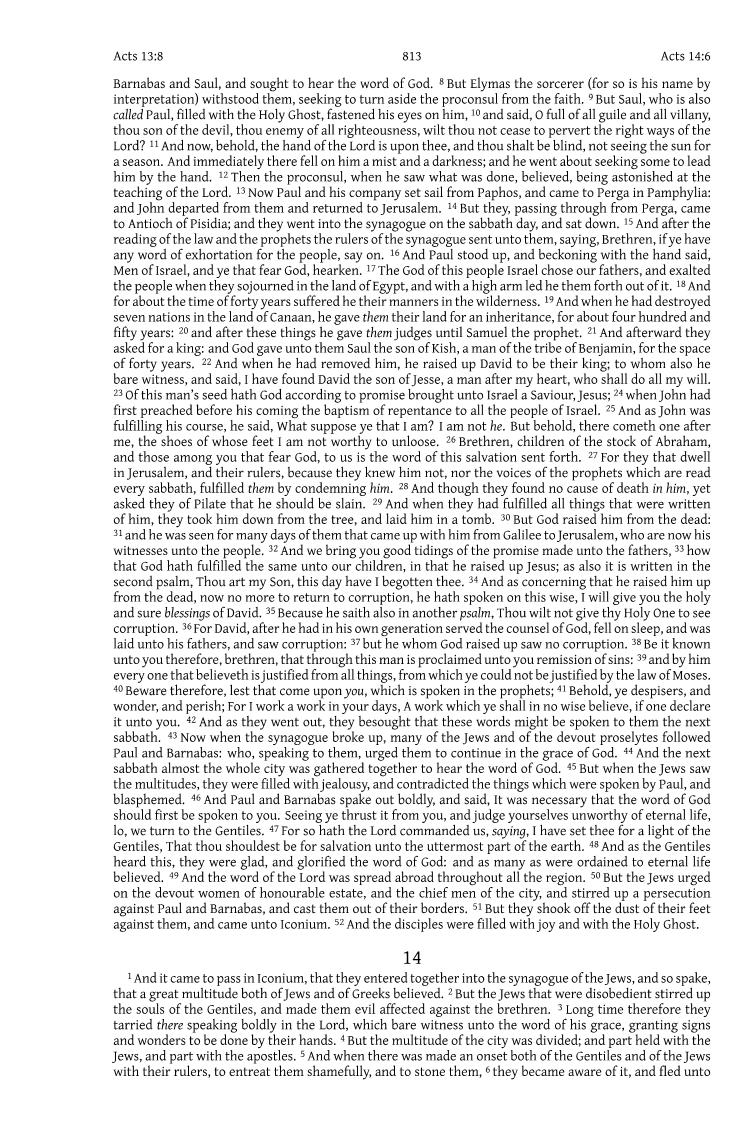 Acts 13:8 813 Acts 14:6
Barnabas and Saul, and sought to hear the word of God. 8 But Elymas the sorcerer (for so is his name by
interpretation) withstood them, seeking to turn aside the proconsul from the faith. 9 But Saul, who is also
called Paul, filled with the Holy Ghost, fastened his eyes on him, 10 and said, O full of all guile and all villany,
thou son of the devil, thou enemy of all righteousness, wilt thou not cease to pervert the right ways of the
Lord? 11 And now, behold, the hand of the Lord is upon thee, and thou shalt be blind, not seeing the sun for
a season. And immediately there fell on him a mist and a darkness; and he went about seeking some to lead
him by the hand. 12 Then the proconsul, when he saw what was done, believed, being astonished at the
teaching of the Lord. 13 Now Paul and his company set sail from Paphos, and came to Perga in Pamphylia:
and John departed from them and returned to Jerusalem. 14 But they, passing through from Perga, came
to Antioch of Pisidia; and they went into the synagogue on the sabbath day, and sat down. 15 And after the
reading of the law and the prophets the rulers of the synagogue sent unto them, saying, Brethren, if ye have
any word of exhortation for the people, say on. 16 And Paul stood up, and beckoning with the hand said,
Men of Israel, and ye that fear God, hearken. 17 The God of this people Israel chose our fathers, and exalted
the people when they sojourned in the land of Egypt, and with a high arm led he them forth out of it. 18 And
for about the time of forty years suffered he their manners in the wilderness. 19 And when he had destroyed
seven nations in the land of Canaan, he gave them their land for an inheritance, for about four hundred and
fifty years: 20 and after these things he gave them judges until Samuel the prophet. 21 And afterward they
asked for a king: and God gave unto them Saul the son of Kish, a man of the tribe of Benjamin, for the space
of forty years. 22 And when he had removed him, he raised up David to be their king; to whom also he
bare witness, and said, I have found David the son of Jesse, a man after my heart, who shall do all my will.
23 Of this man's seed hath God according to promise brought unto Israel a Saviour, Jesus; 24 when John had
first preached before his coming the baptism of repentance to all the people of Israel. 25 And as John was
fulfilling his course, he said, What suppose ye that I am? I am not he. But behold, there cometh one after
me, the shoes of whose feet I am not worthy to unloose. 26 Brethren, children of the stock of Abraham,
and those among you that fear God, to us is the word of this salvation sent forth. 27 For they that dwell
in Jerusalem, and their rulers, because they knew him not, nor the voices of the prophets which are read
every sabbath, fulfilled them by condemning him. 28 And though they found no cause of death in him, yet
asked they of Pilate that he should be slain. 29 And when they had fulfilled all things that were written
of him, they took him down from the tree, and laid him in a tomb. 30 But God raised him from the dead:
31 and he was seen for many days of them that came up with him from Galilee to Jerusalem, who are now his
witnesses unto the people. 32 And we bring you good tidings of the promise made unto the fathers, 33 how
that God hath fulfilled the same unto our children, in that he raised up Jesus; as also it is written in the
second psalm, Thou art my Son, this day have I begotten thee. 34 And as concerning that he raised him up
from the dead, now no more to return to corruption, he hath spoken on this wise, I will give you the holy
and sure blessings of David. 35 Because he saith also in another psalm, Thou wilt not give thy Holy One to see
corruption. 36 For David, after he had in his own generation served the counsel of God, fell on sleep, and was
laid unto his fathers, and saw corruption: 37 but he whom God raised up saw no corruption. 38 Be it known
unto you therefore, brethren, that through this man is proclaimed unto you remission of sins: 39 and by him
every one that believeth is justified from all things, from which ye could not be justified by the law of Moses.
40 Beware therefore, lest that come upon you, which is spoken in the prophets; 41 Behold, ye despisers, and
wonder, and perish; For I work a work in your days, A work which ye shall in no wise believe, if one declare
it unto you. 42 And as they went out, they besought that these words might be spoken to them the next
sabbath. 43 Now when the synagogue broke up, many of the Jews and of the devout proselytes followed
Paul and Barnabas: who, speaking to them, urged them to continue in the grace of God. 44 And the next
sabbath almost the whole city was gathered together to hear the word of God. 45 But when the Jews saw
the multitudes, they were filled with jealousy, and contradicted the things which were spoken by Paul, and
blasphemed. 46 And Paul and Barnabas spake out boldly, and said, It was necessary that the word of God
should first be spoken to you. Seeing ye thrust it from you, and judge yourselves unworthy of eternal life,
lo, we turn to the Gentiles. 47 For so hath the Lord commanded us, saying, I have set thee for a light of the
Gentiles, That thou shouldest be for salvation unto the uttermost part of the earth. 48 And as the Gentiles
heard this, they were glad, and glorified the word of God: and as many as were ordained to eternal life
believed. 49 And the word of the Lord was spread abroad throughout all the region. 50 But the Jews urged
on the devout women of honourable estate, and the chief men of the city, and stirred up a persecution
against Paul and Barnabas, and cast them out of their borders. 51 But they shook off the dust of their feet
against them, and came unto Iconium. 52 And the disciples were filled with joy and with the Holy Ghost.
14
1 And it came to pass in Iconium, that they entered together into the synagogue of the Jews, and so spake,
that a great multitude both of Jews and of Greeks believed. 2 But the Jews that were disobedient stirred up
the souls of the Gentiles, and made them evil affected against the brethren. 3 Long time therefore they
tarried there speaking boldly in the Lord, which bare witness unto the word of his grace, granting signs
and wonders to be done by their hands. 4 But the multitude of the city was divided; and part held with the
Jews, and part with the apostles. 5 And when there was made an onset both of the Gentiles and of the Jews
with their rulers, to entreat them shamefully, and to stone them, 6 they became aware of it, and fled unto